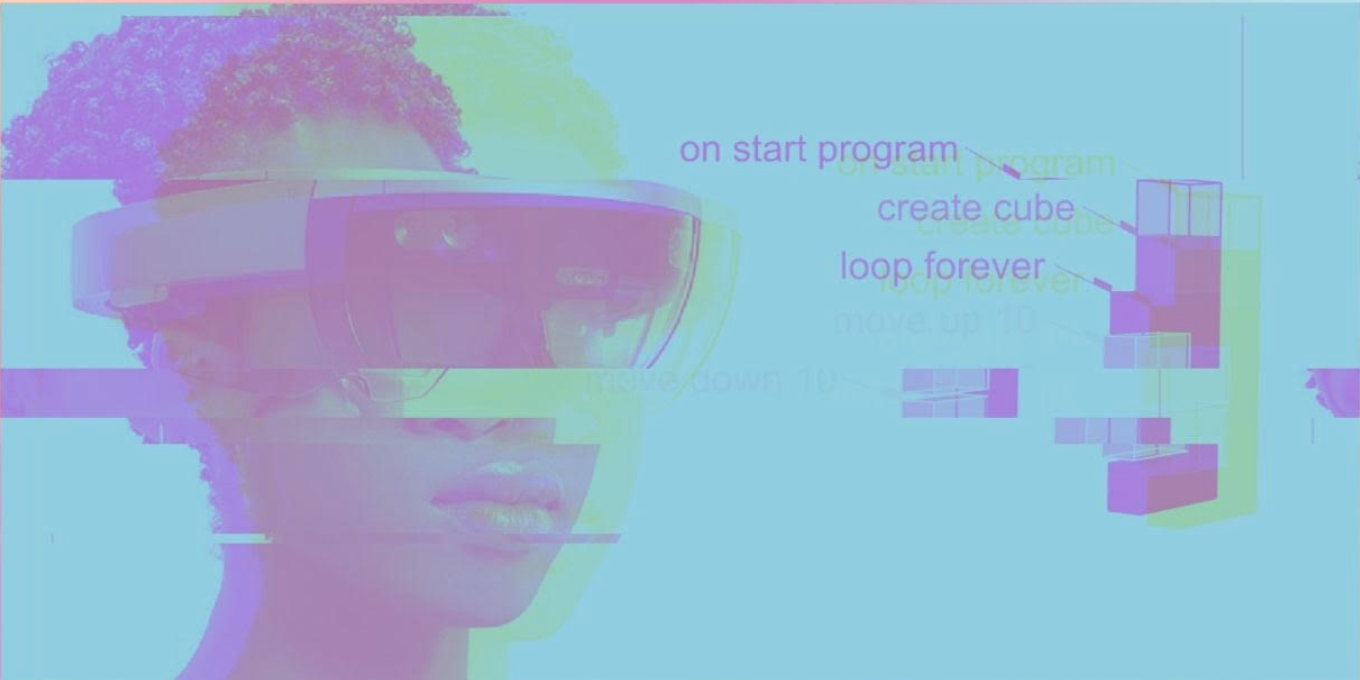 on start program
create cube
loop forever
move up 10
move down 10